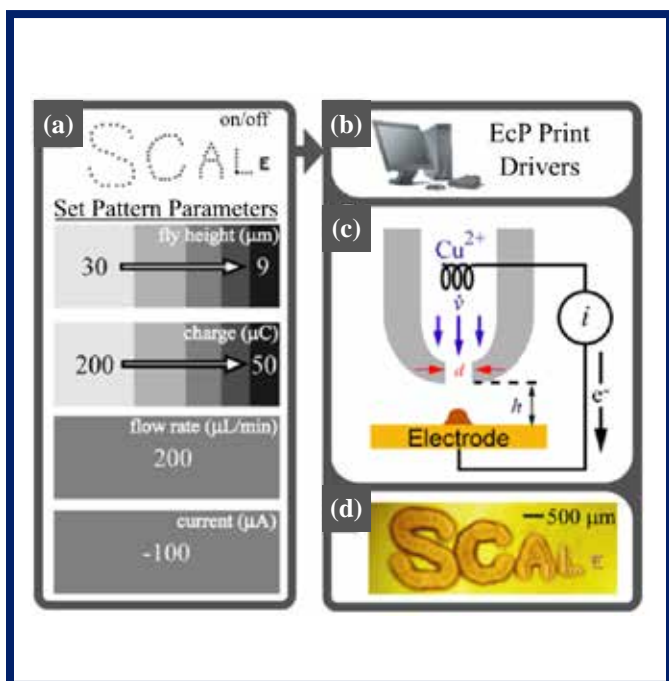 (a)
on/off
SCALE
Set Pattern Parameters
fly height (μm)
30 9
charge (μC)
200 50
flow rate (μL/min)
200
current (μA)
-100
(b)
EcP Print
Drivers
(c)
Cu²⁺
v̇
i
d
h
e⁻
Electrode
(d)
500 μm
SCALE